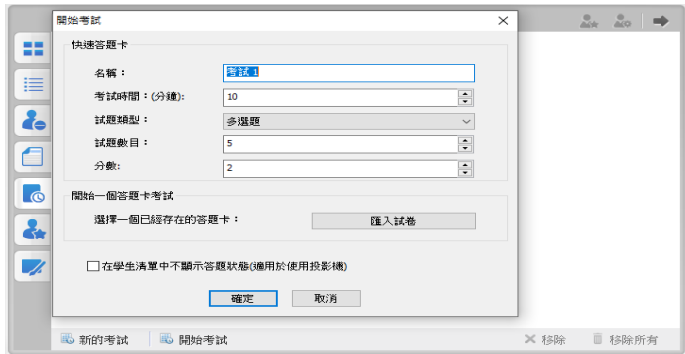 開始考試
快速答題卡
名稱：
考試 1
考試時間：(分鐘):
10
試題類型：
多選題
試題數目：
5
分數:
2
開始一個答題卡考試
選擇一個已經存在的答題卡：
匯入試卷
在學生清單中不顯示答題狀態(適用於使用投影機)
確定 取消
新的考試 開始考試 移除 移除所有